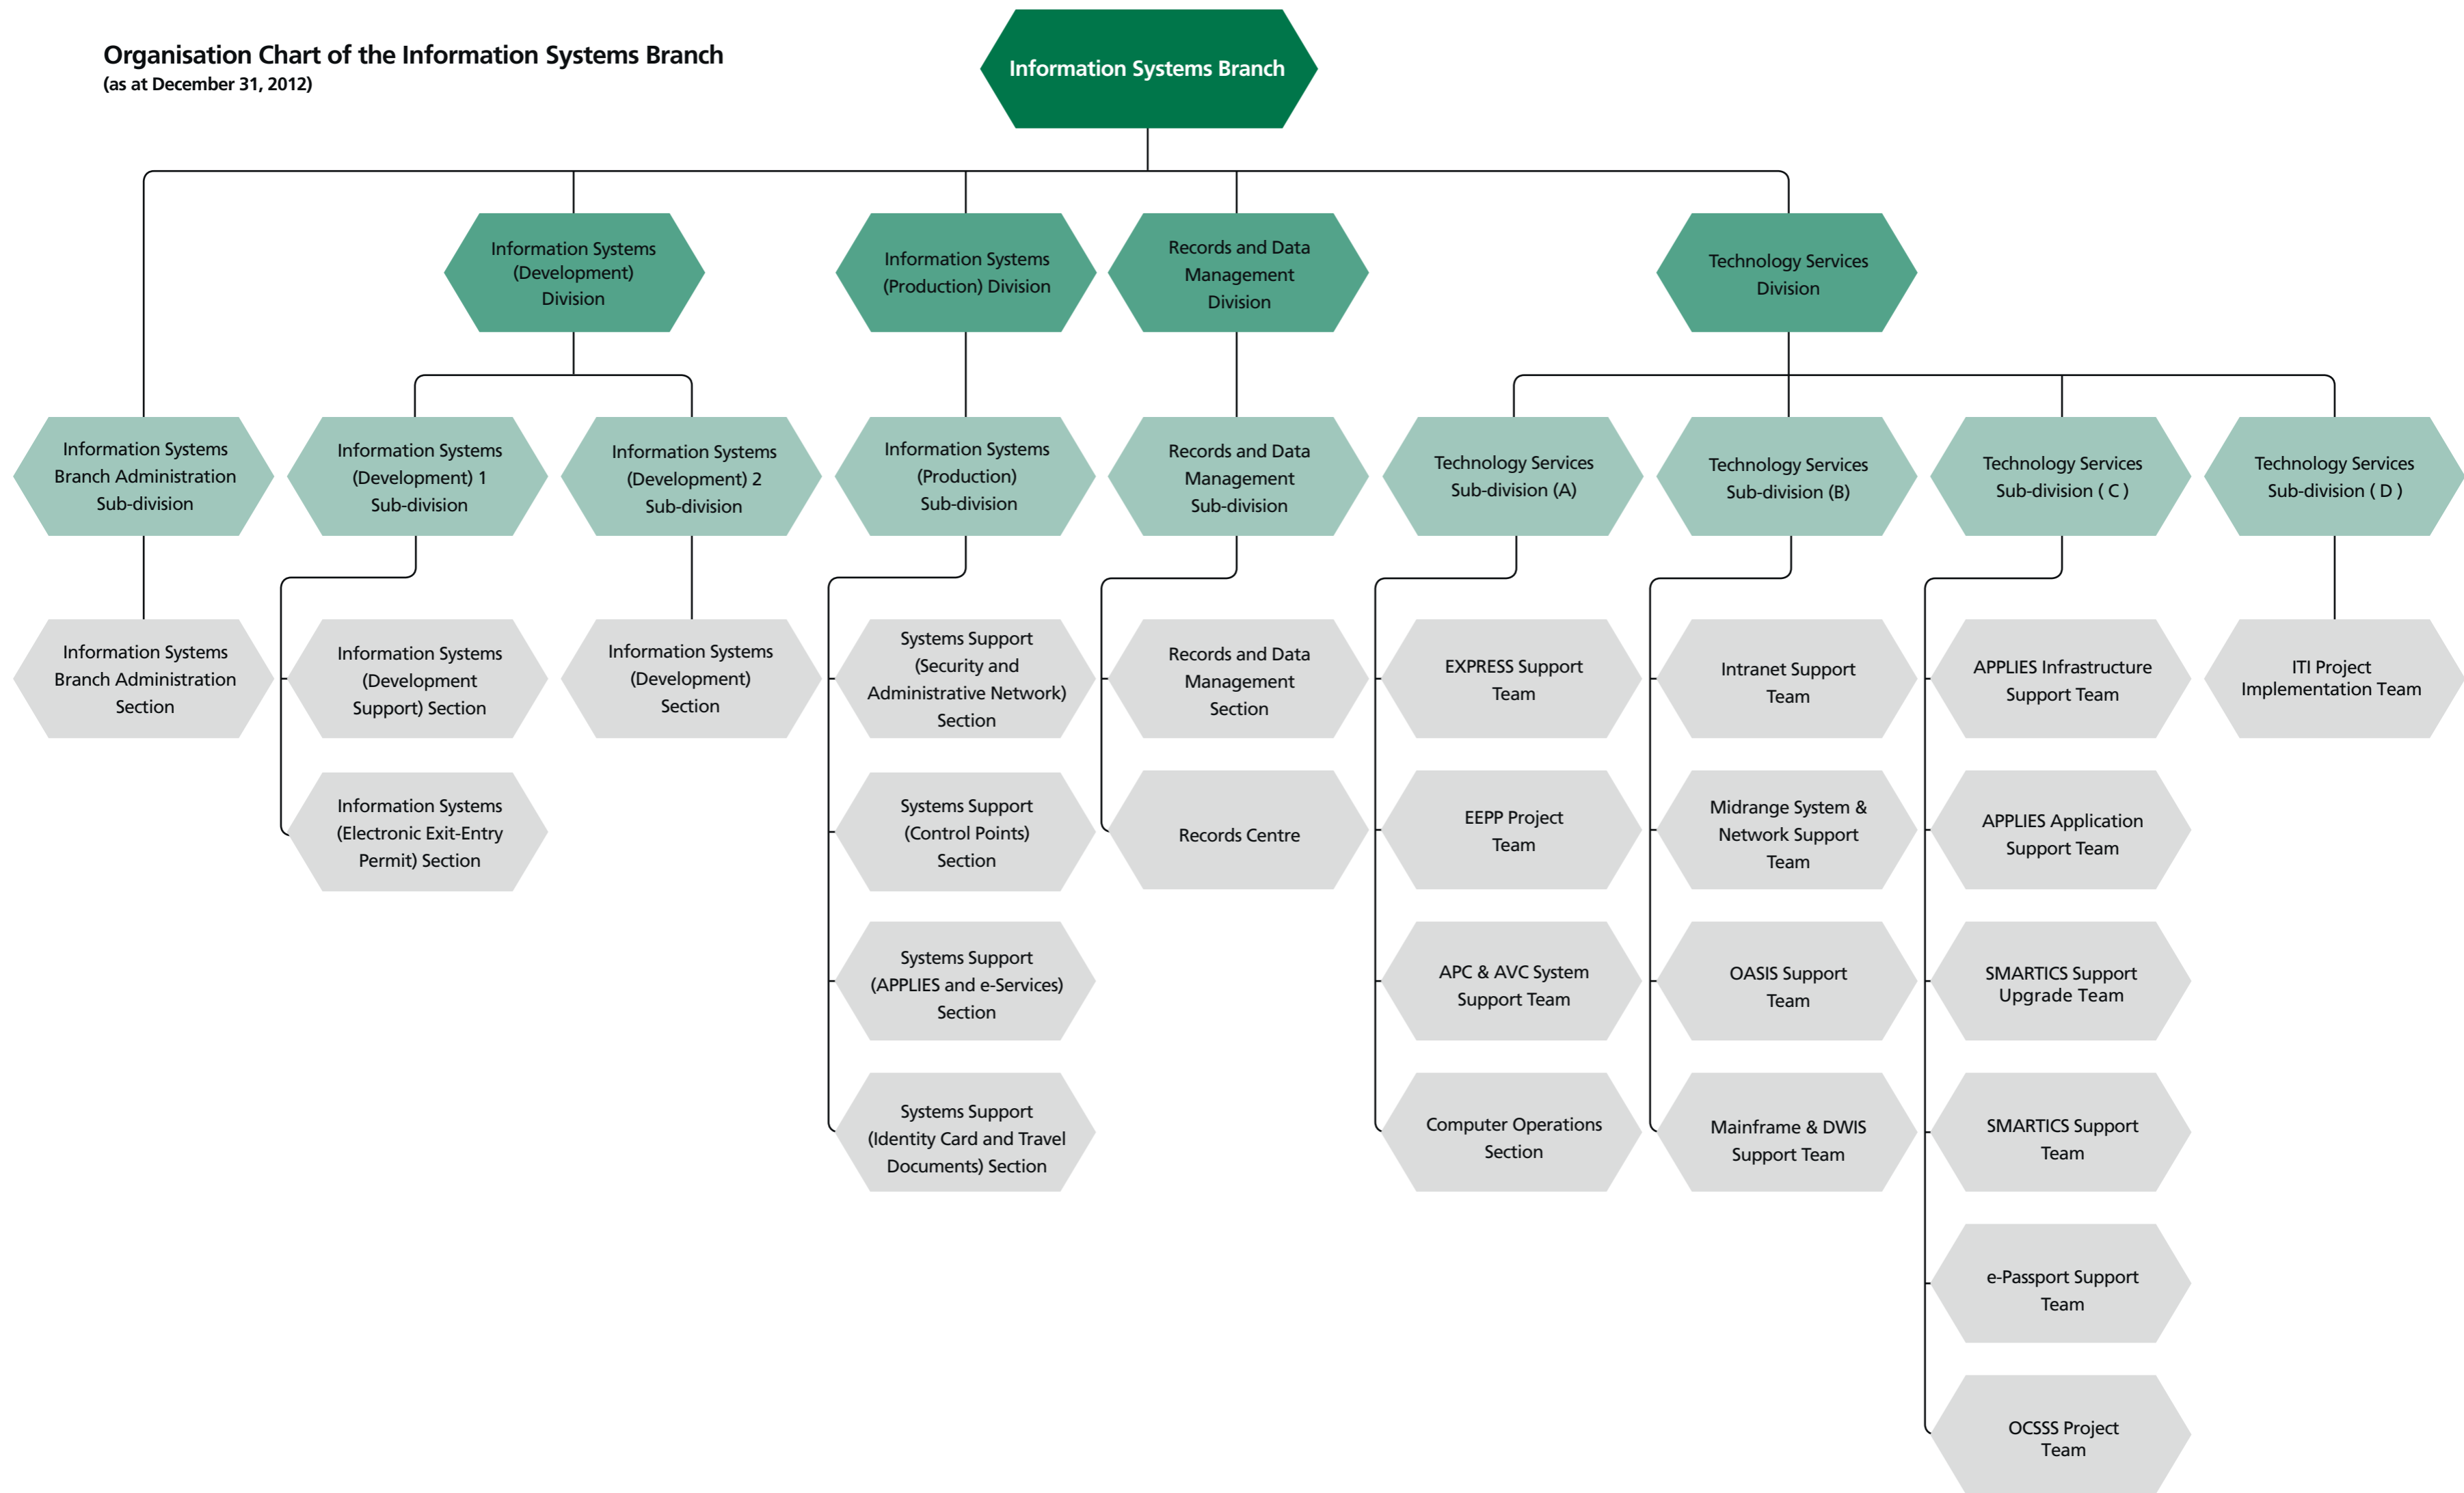 Organisation Chart of the Information Systems Branch
(as at December 31, 2012)
Information Systems Branch
Information Systems
(Development)
Division
Information Systems
(Production) Division
Records and Data
Management
Division
Technology Services
Division
Information Systems
Branch Administration
Sub-division
Information Systems
(Development) 1
Sub-division
Information Systems
(Development) 2
Sub-division
Information Systems
(Production)
Sub-division
Records and Data
Management
Sub-division
Technology Services
Sub-division (A)
Technology Services
Sub-division (B)
Technology Services
Sub-division ( C )
Technology Services
Sub-division ( D )
Information Systems
Branch Administration
Section
Information Systems
(Development
Support) Section
Information Systems
(Development)
Section
Systems Support
(Security and
Administrative Network)
Section
Records and Data
Management
Section
EXPRESS Support
Team
Intranet Support
Team
APPLIES Infrastructure
Support Team
ITI Project
Implementation Team
Information Systems
(Electronic Exit-Entry
Permit) Section
Systems Support
(Control Points)
Section
Records Centre
EEPP Project
Team
Midrange System &
Network Support
Team
APPLIES Application
Support Team
Systems Support
(APPLIES and e-Services)
Section
APC & AVC System
Support Team
OASIS Support
Team
SMARTICS Support
Upgrade Team
Systems Support
(Identity Card and Travel
Documents) Section
Computer Operations
Section
Mainframe & DWIS
Support Team
SMARTICS Support
Team
e-Passport Support
Team
OCSSS Project
Team